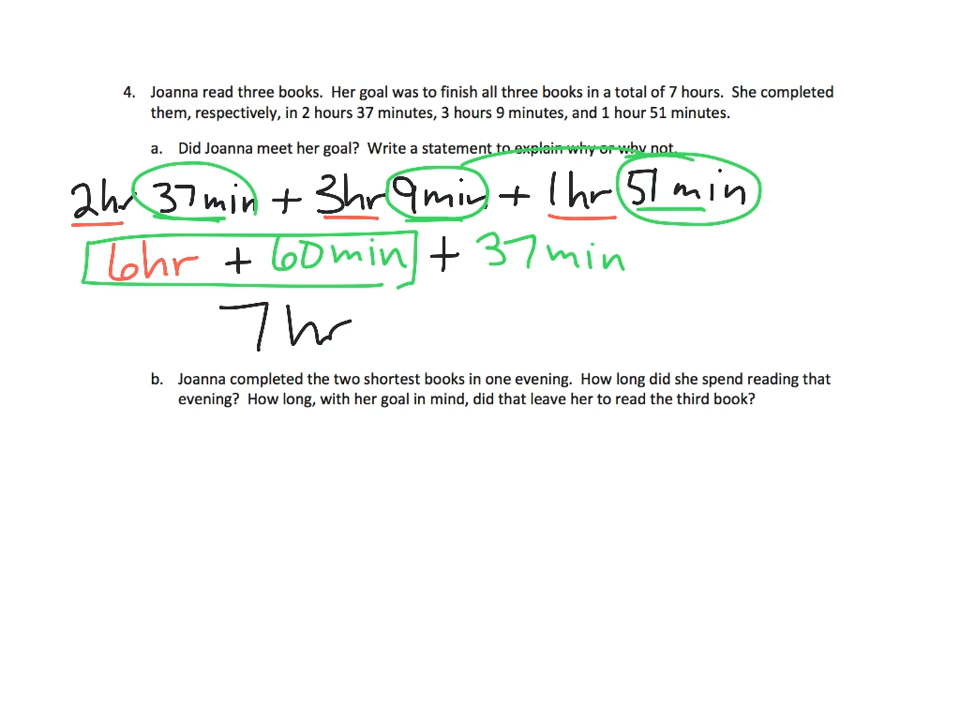 4. Joanna read three books. Her goal was to finish all three books in a total of 7 hours. She completed
them, respectively, in 2 hours 37 minutes, 3 hours 9 minutes, and 1 hour 51 minutes.
a. Did Joanna meet her goal? Write a statement to explain why or why not.
2hr 37min + 3hr 9min + 1hr 51min
6hr + 60min + 37min
7hr
b. Joanna completed the two shortest books in one evening. How long did she spend reading that
evening? How long, with her goal in mind, did that leave her to read the third book?